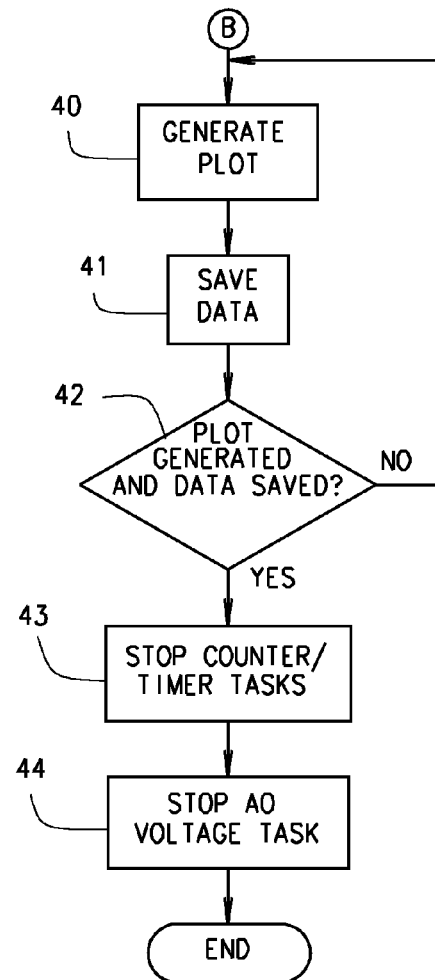 B
40
GENERATE
PLOT
41
SAVE
DATA
42
PLOT
GENERATED
AND DATA SAVED?
NO
YES
43
STOP COUNTER/
TIMER TASKS
44
STOP AO
VOLTAGE TASK
END